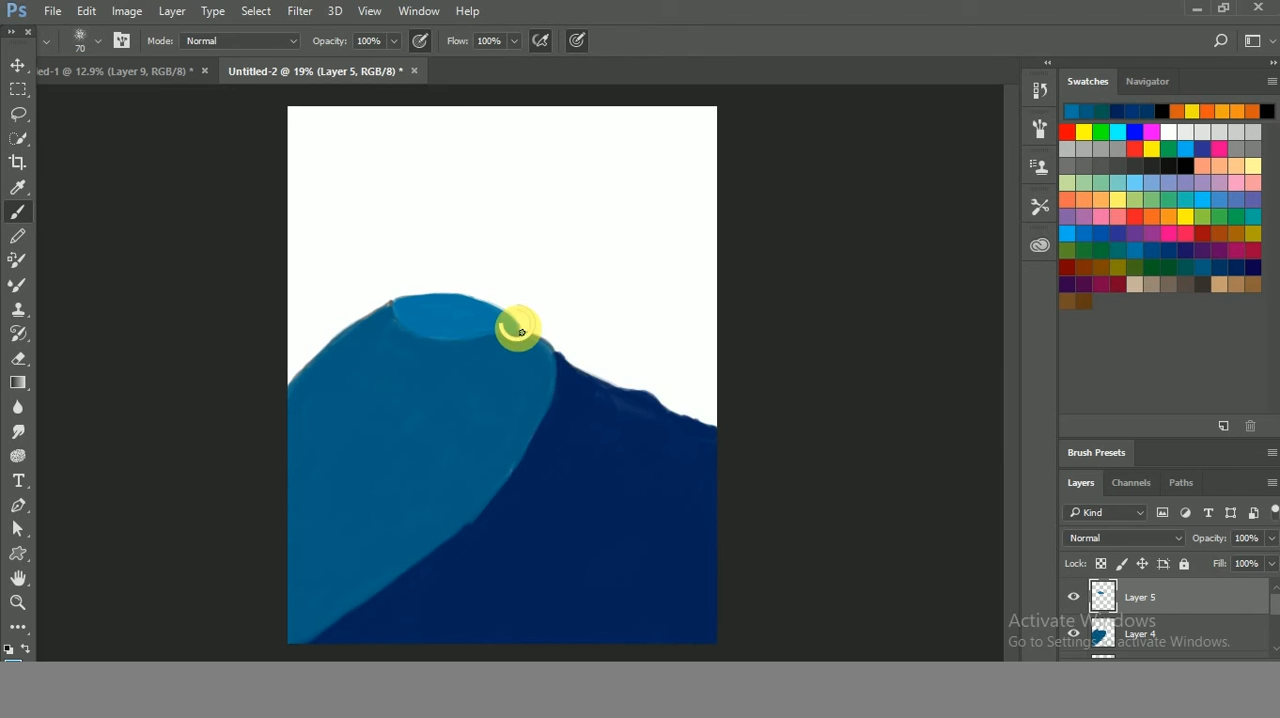 Ps File Edit Image Layer Type Select Filter 3D View Window Help
70 Mode: Normal Opacity: 100% Flow: 100%
ed-1 @ 12.9% (Layer 9, RGB/8) * × Untitled-2 @ 19% (Layer 5, RGB/8) * ×
Swatches Navigator
Brush Presets
Layers Channels Paths
Kind
Normal Opacity: 100%
Lock: Fill: 100%
Layer 5
Layer 4
Activate Windows
Go to Settings to activate Windows.